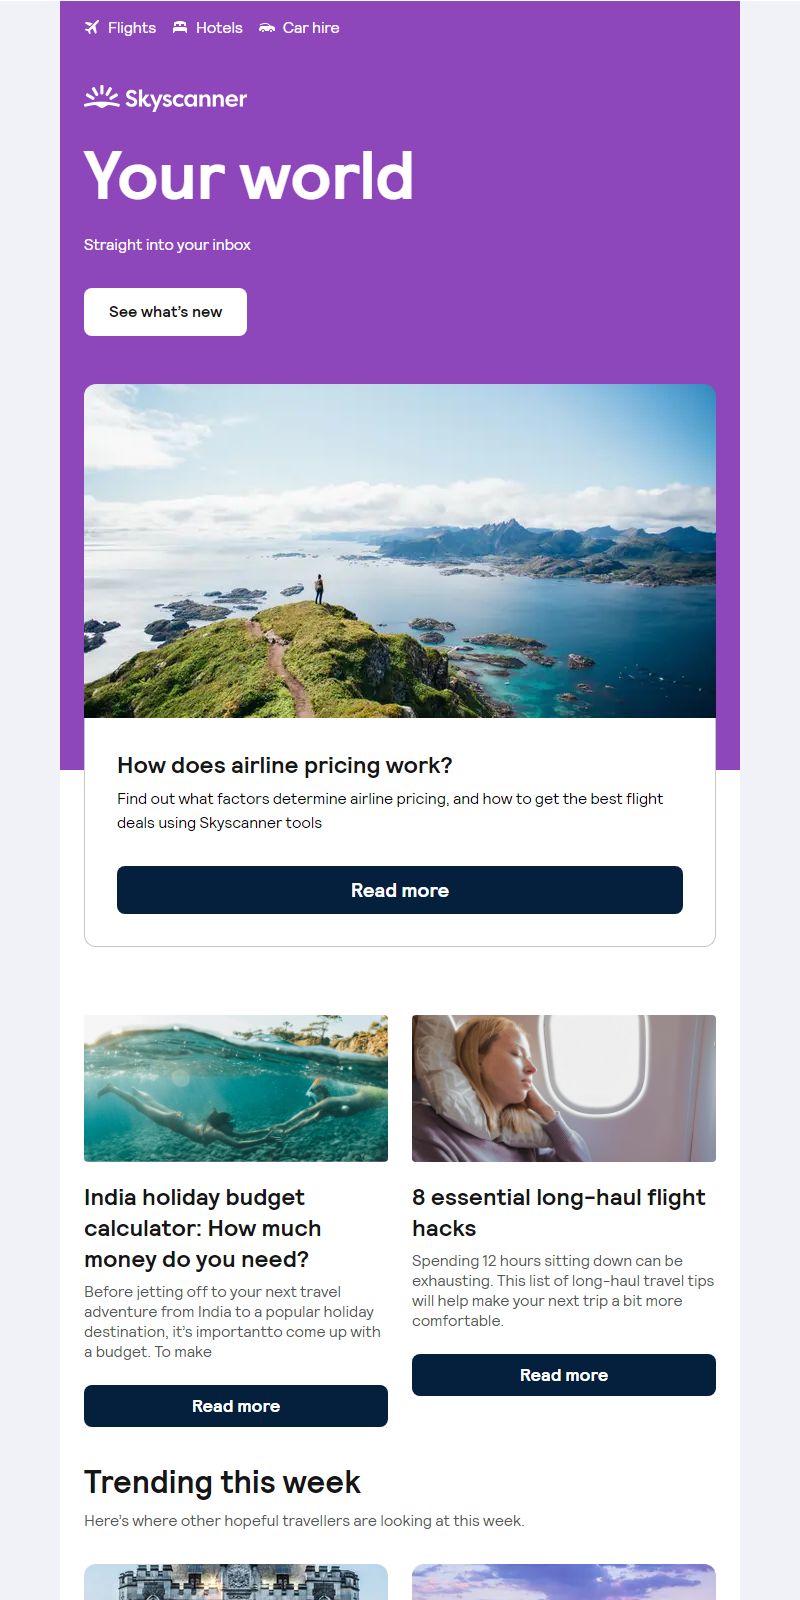 Flights Hotels Car hire
Skyscanner
Your world
Straight into your inbox
See what's new
How does airline pricing work?
Find out what factors determine airline pricing, and how to get the best flight
deals using Skyscanner tools
Read more
India holiday budget
calculator: How much
money do you need?
Before jetting off to your next travel
adventure from India to a popular holiday
destination, it's importantto come up with
a budget. To make
Read more
8 essential long-haul flight
hacks
Spending 12 hours sitting down can be
exhausting. This list of long-haul travel tips
will help make your next trip a bit more
comfortable.
Read more
Trending this week
Here's where other hopeful travellers are looking at this week.